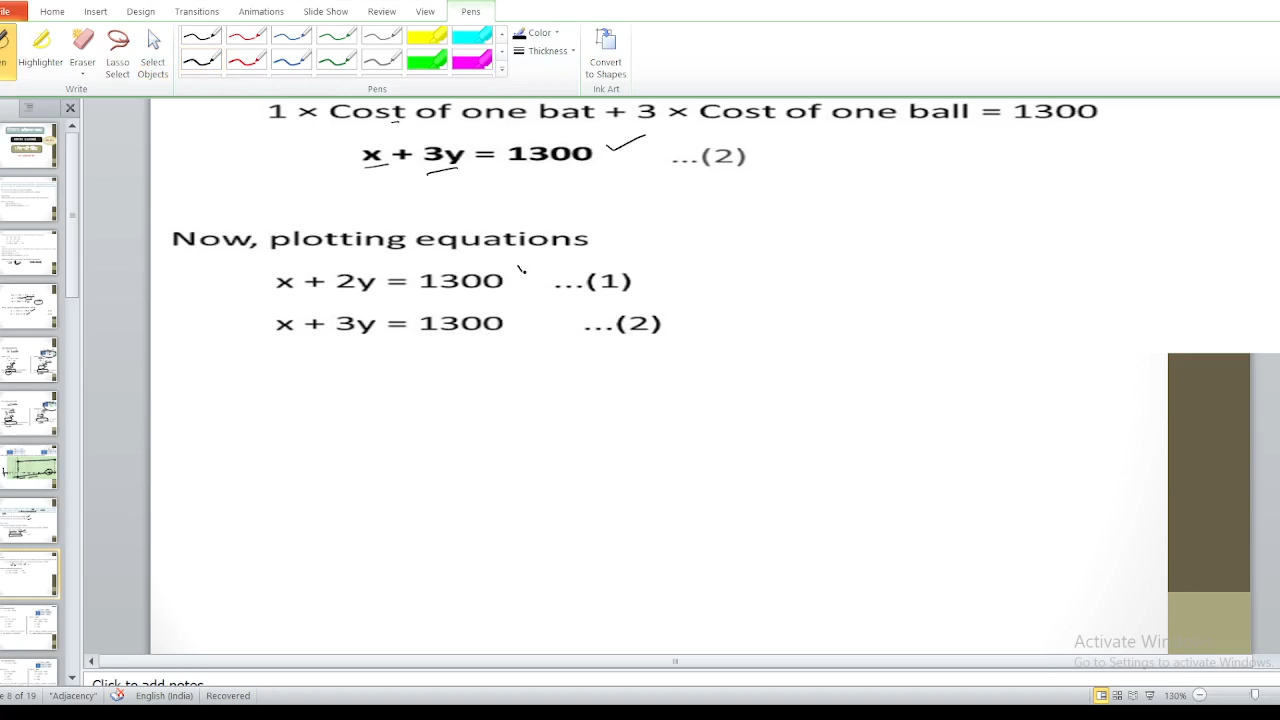 File Home Insert Design Transitions Animations Slide Show Review View Pens
Highlighter Eraser Lasso Select Select Objects Color Thickness Convert to Shapes
Write Pens Ink Art
1 × Cost of one bat + 3 × Cost of one ball = 1300
x + 3y = 1300 ...(2)
Now, plotting equations
x + 2y = 1300 ...(1)
x + 3y = 1300 ...(2)
Activate Windows
Go to Settings to activate Windows.
Click to add notes
8 of 19 "Adjacency" English (India) Recovered 130%